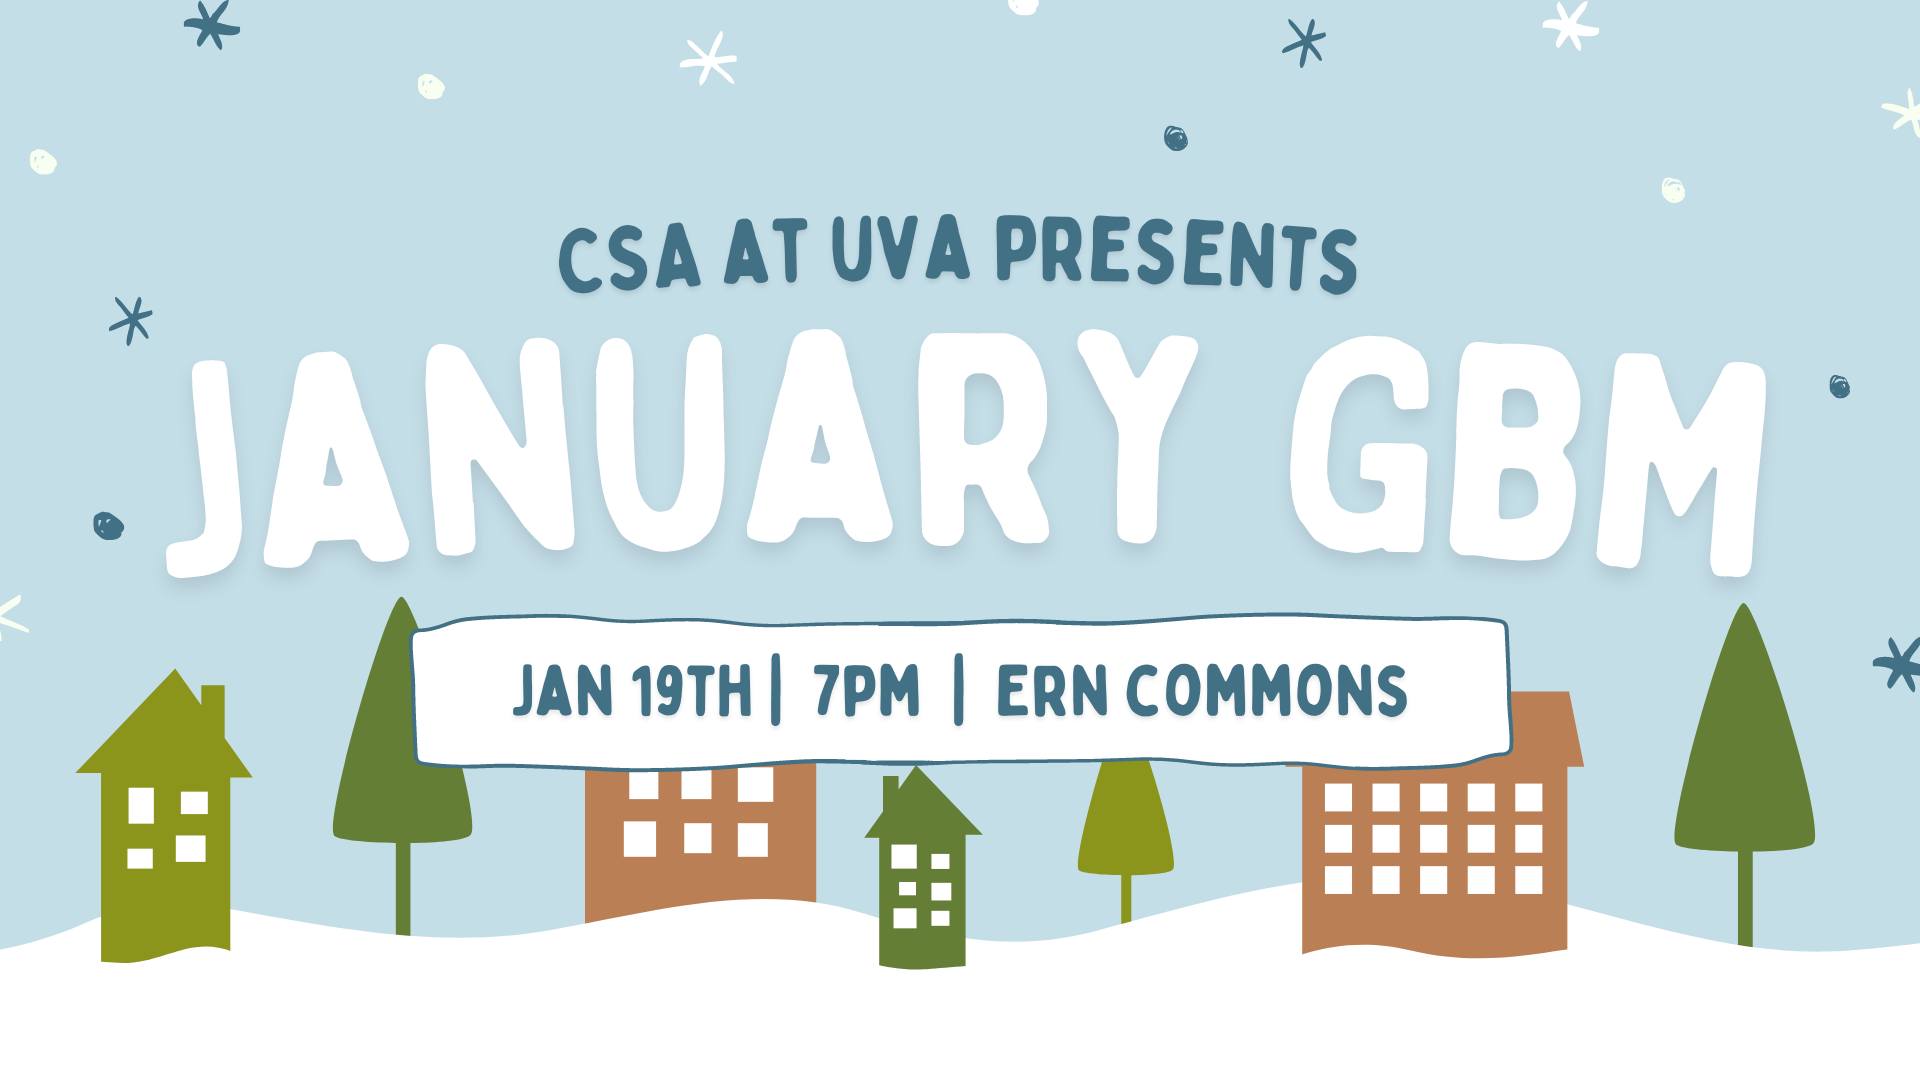 CSA AT UVA PRESENTS
JANUARY GBM
JAN 19TH | 7PM | ERN COMMONS